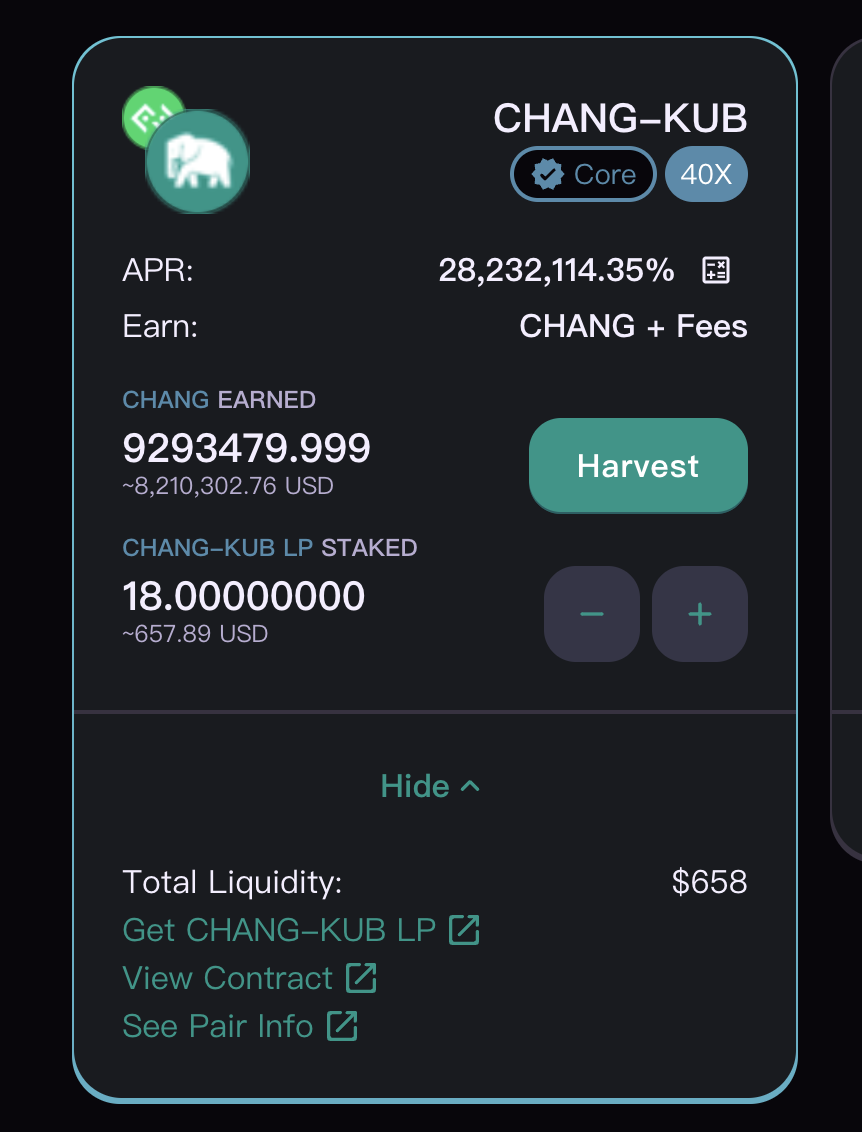 CHANG–KUB
Core 40X
APR: 28,232,114.35%
Earn: CHANG + Fees
CHANG EARNED
9293479.999
~8,210,302.76 USD
Harvest
CHANG–KUB LP STAKED
18.00000000
~657.89 USD
− +
Hide
Total Liquidity: $658
Get CHANG–KUB LP
View Contract
See Pair Info